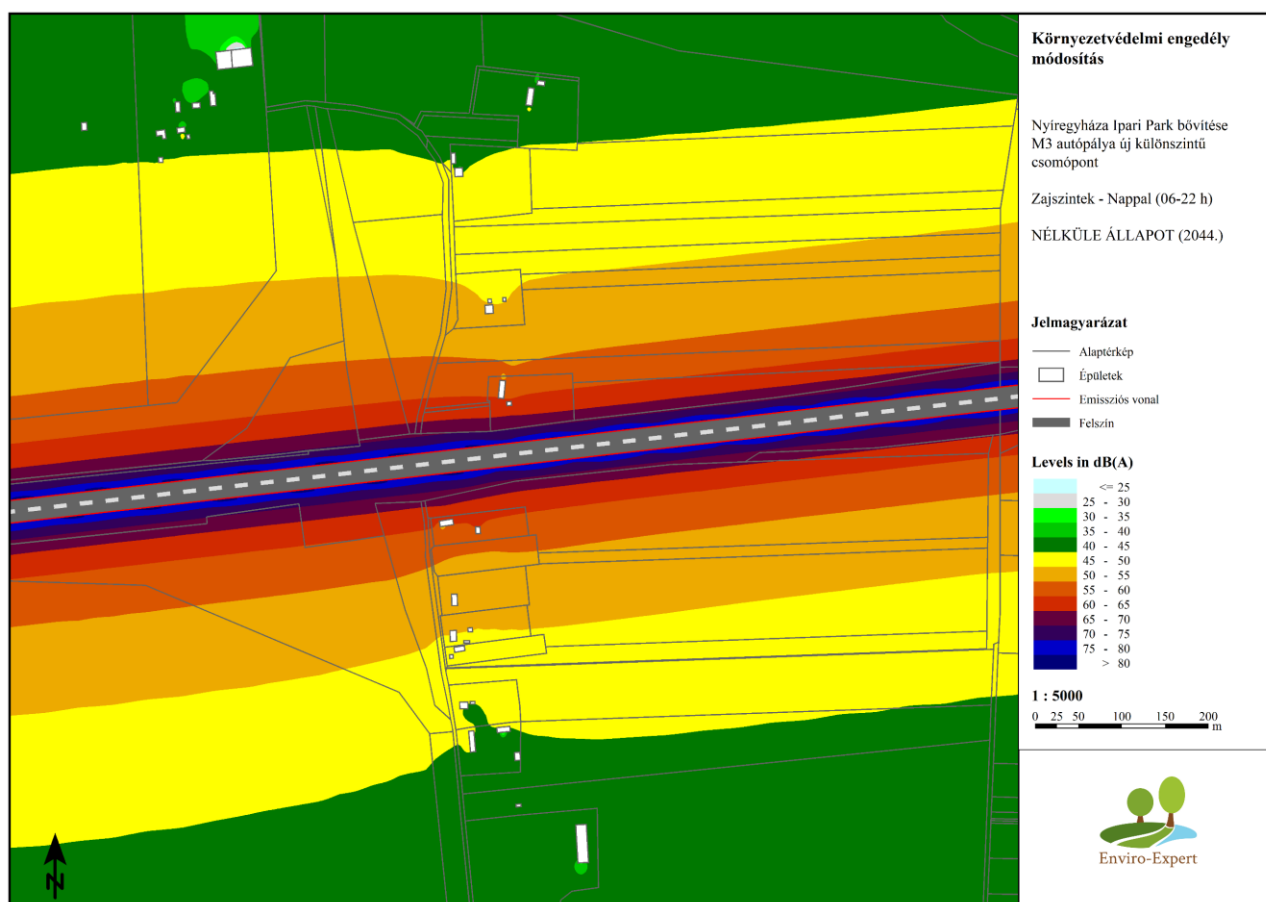 Környezetvédelmi engedély
módosítás
Nyíregyháza Ipari Park bővítése
M3 autópálya új különszintű
csomópont
Zajszintek - Nappal (06-22 h)
NÉLKÜLE ÁLLAPOT (2044.)
Jelmagyarázat
Alaptérkép
Épületek
Emissziós vonal
Felszín
Levels in dB(A)
<= 25
25 - 30
30 - 35
35 - 40
40 - 45
45 - 50
50 - 55
55 - 60
60 - 65
65 - 70
70 - 75
75 - 80
> 80
1 : 5000
0 25 50 100 150 200
m
Enviro-Expert
N